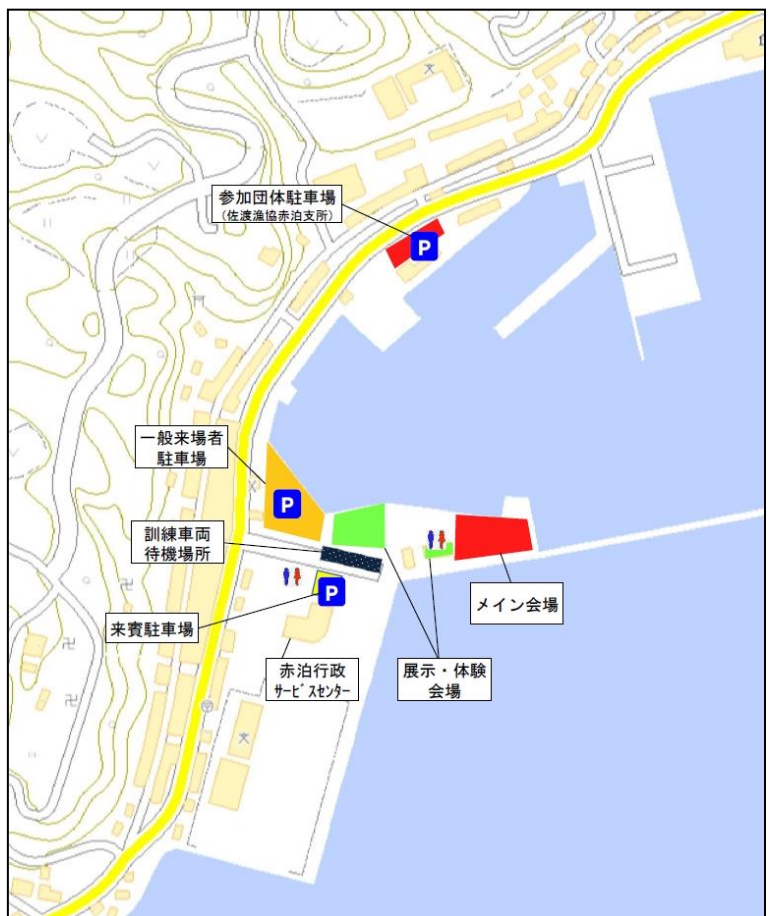 参加団体駐車場
（佐渡漁協赤泊支所）
P
一般来場者
駐車場
P
訓練車両
待機場所
P
来賓駐車場
メイン会場
赤泊行政
サービスセンター
展示・体験
会場